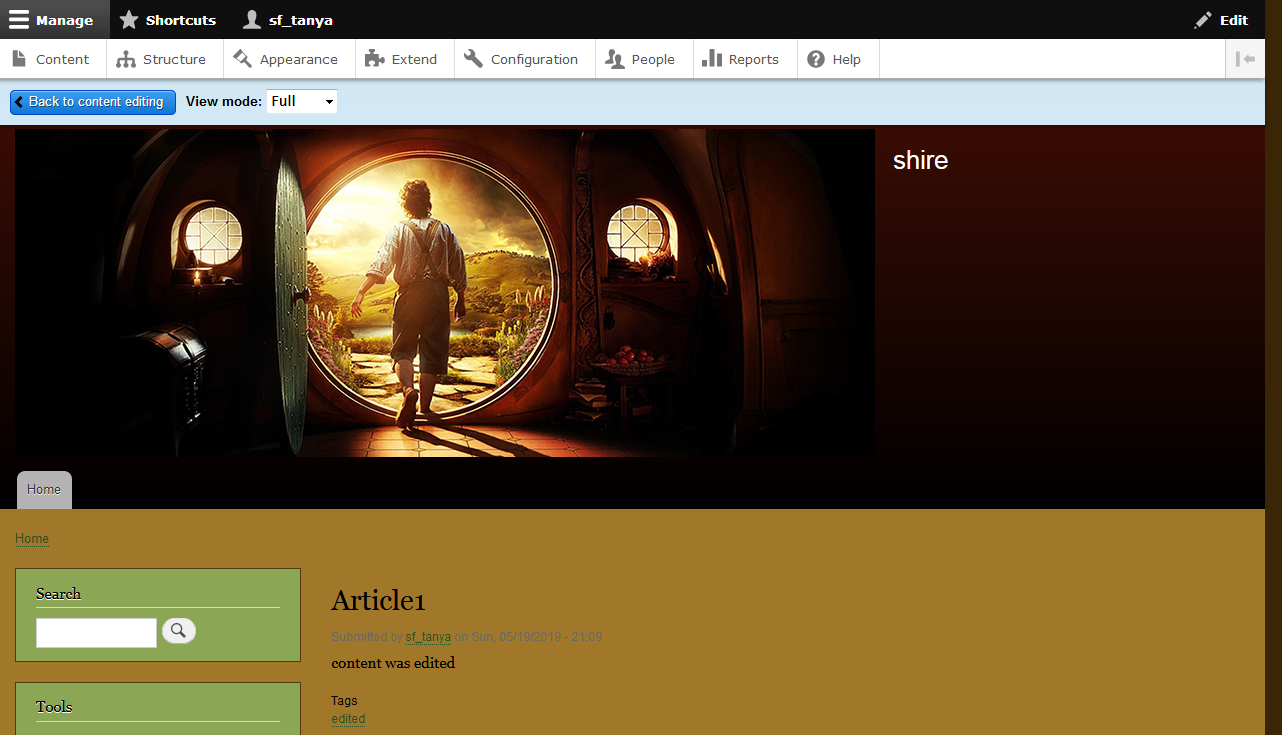 Manage Shortcuts sf_tanya Edit
Content Structure Appearance Extend Configuration People Reports Help
Back to content editing View mode: Full
shire
Home
Home
Search
Article1
Submitted by sf_tanya on Sun, 05/19/2019 - 21:09
content was edited
Tools
Tags
edited